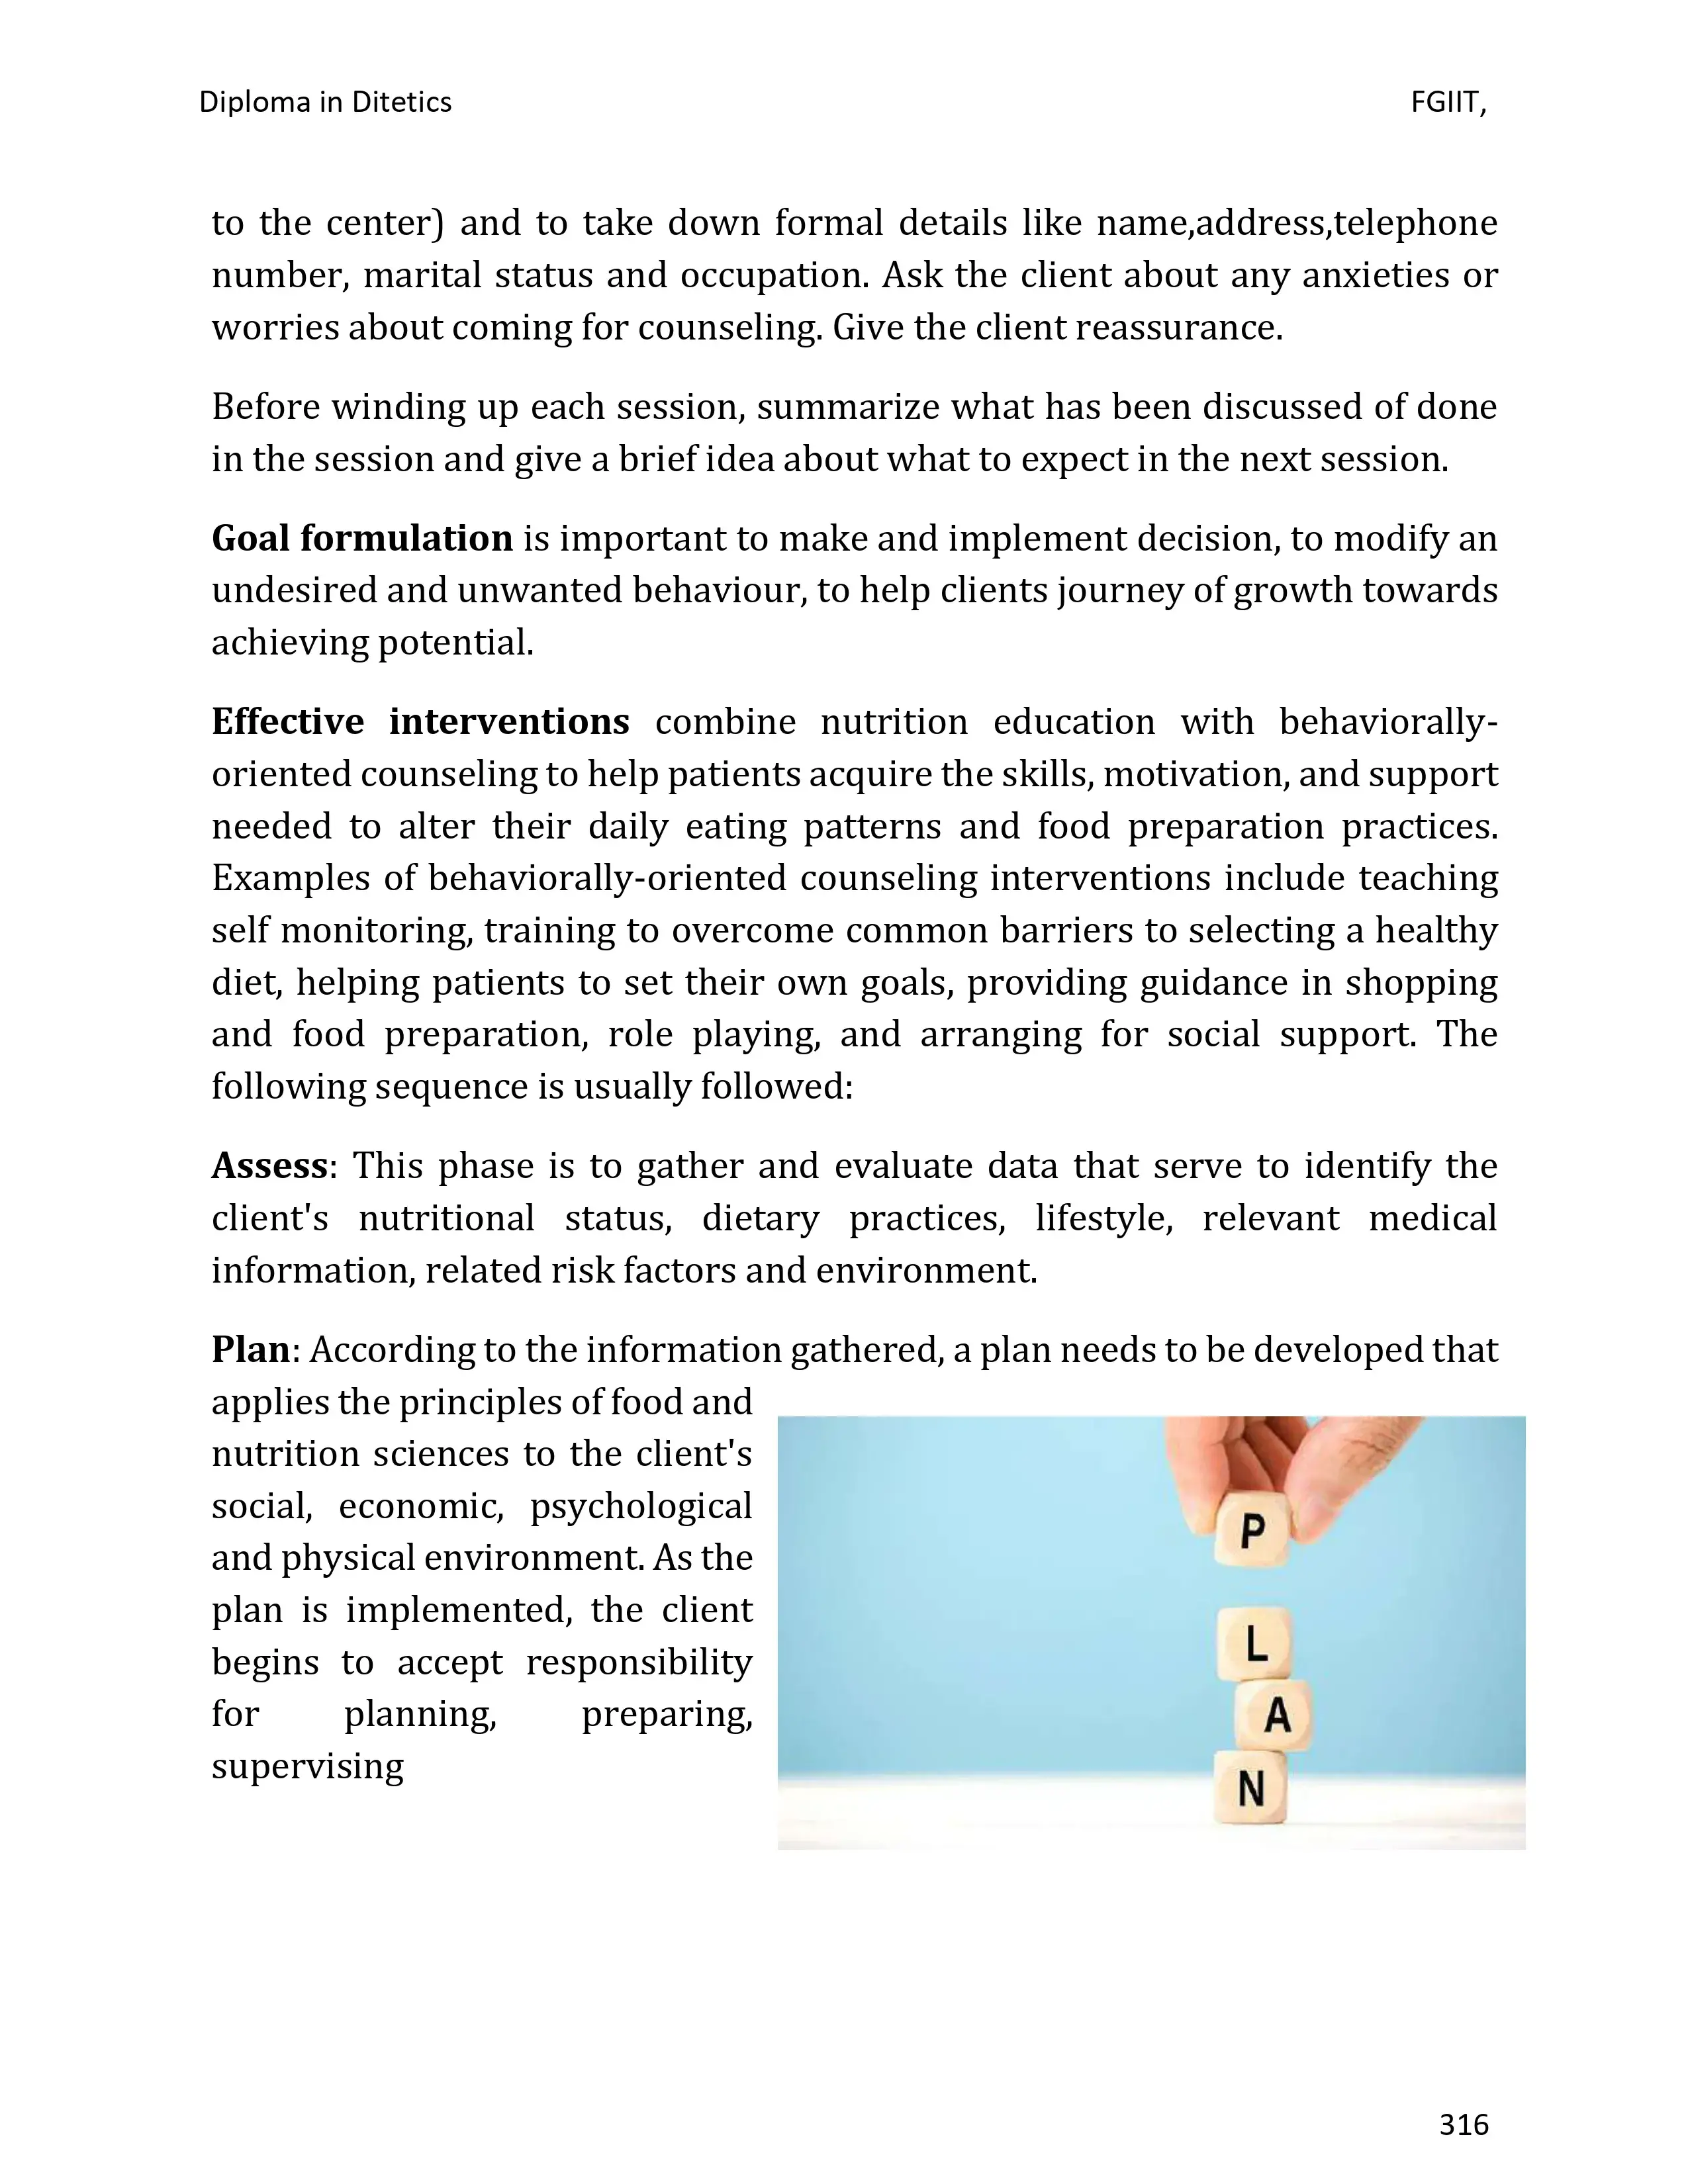 Diploma in Ditetics FGIIT,
to the center) and to take down formal details like name,address,telephone
number, marital status and occupation. Ask the client about any anxieties or
worries about coming for counseling. Give the client reassurance.
Before winding up each session, summarize what has been discussed of done
in the session and give a brief idea about what to expect in the next session.
Goal formulation is important to make and implement decision, to modify an
undesired and unwanted behaviour, to help clients journey of growth towards
achieving potential.
Effective interventions combine nutrition education with behaviorally-
oriented counseling to help patients acquire the skills, motivation, and support
needed to alter their daily eating patterns and food preparation practices.
Examples of behaviorally-oriented counseling interventions include teaching
self monitoring, training to overcome common barriers to selecting a healthy
diet, helping patients to set their own goals, providing guidance in shopping
and food preparation, role playing, and arranging for social support. The
following sequence is usually followed:
Assess: This phase is to gather and evaluate data that serve to identify the
client's nutritional status, dietary practices, lifestyle, relevant medical
information, related risk factors and environment.
Plan: According to the information gathered, a plan needs to be developed that
applies the principles of food and
nutrition sciences to the client's
social, economic, psychological
and physical environment. As the
plan is implemented, the client
begins to accept responsibility
for planning, preparing,
supervising
P
L
A
N
316